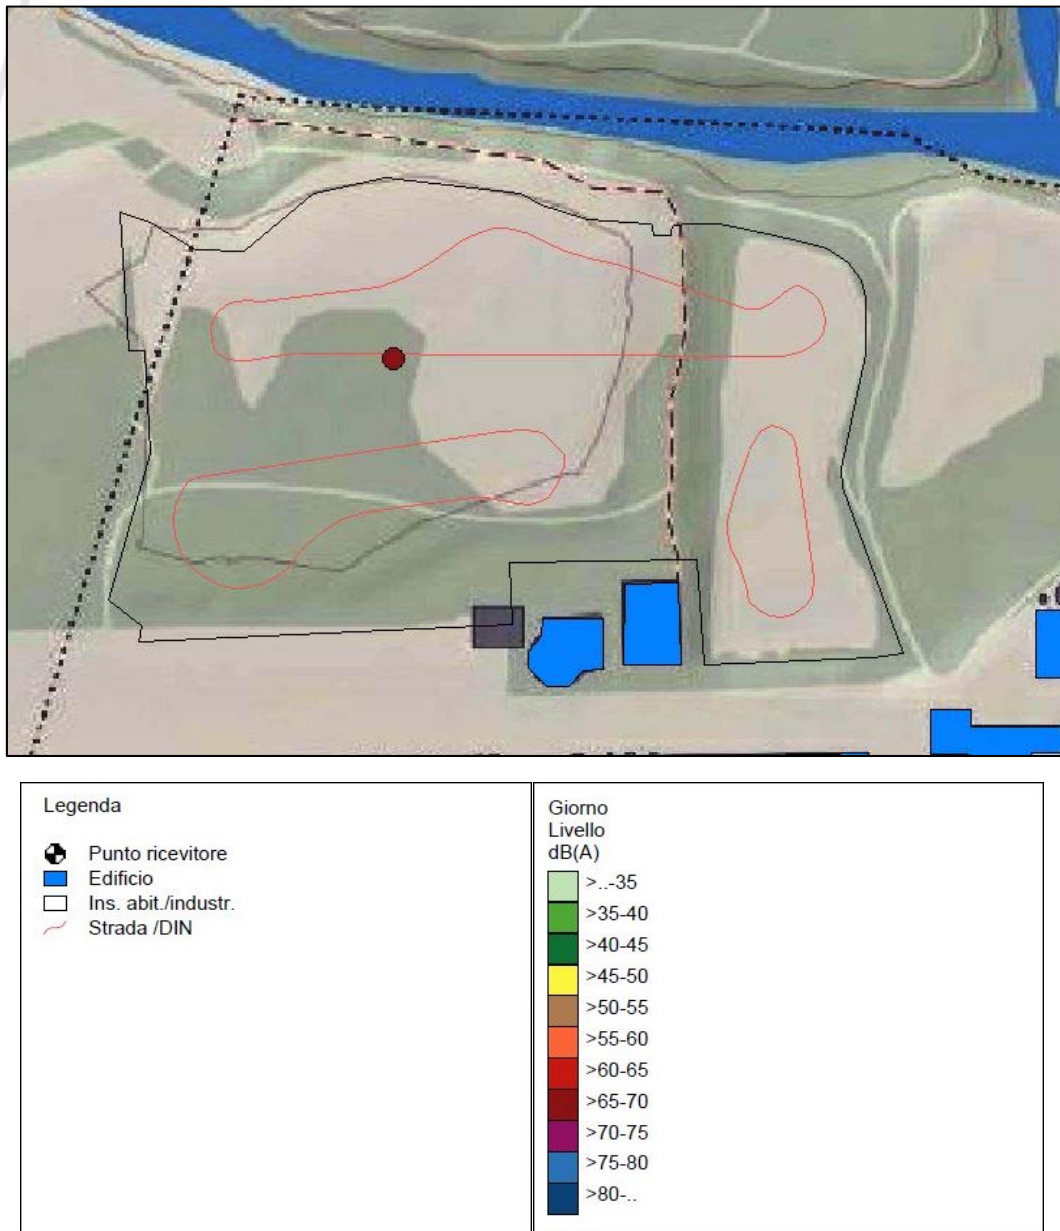 Legenda
Punto ricevitore
Edificio
Ins. abit./industr.
Strada /DIN
Giorno
Livello
dB(A)
>..-35
>35-40
>40-45
>45-50
>50-55
>55-60
>60-65
>65-70
>70-75
>75-80
>80-..